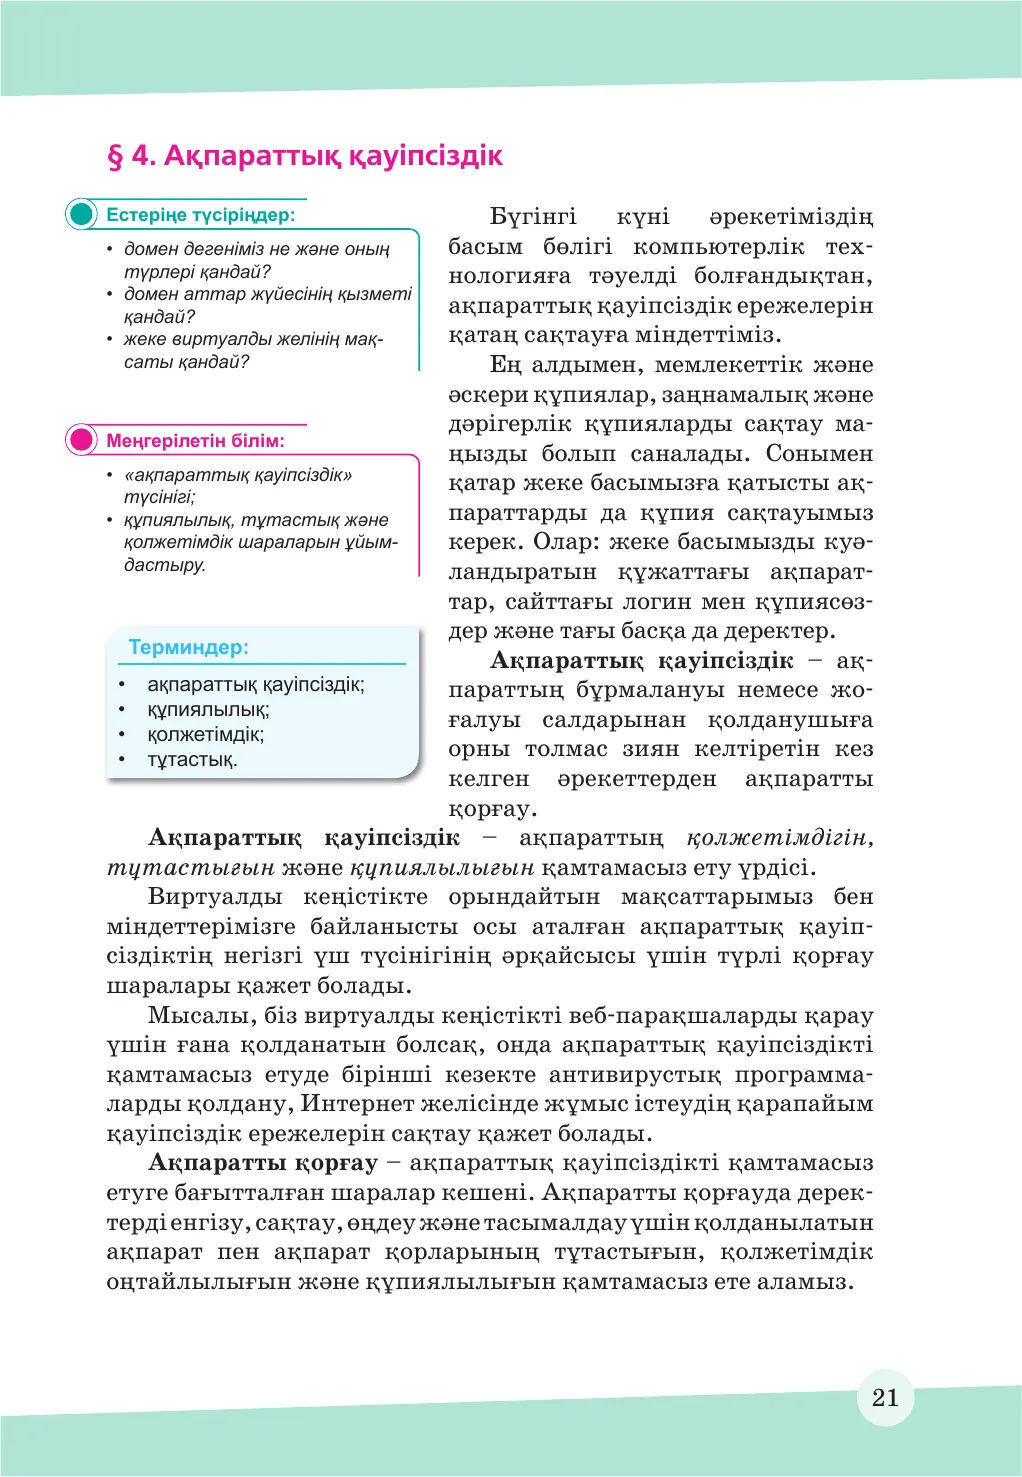 § 4. Ақпараттық қауіпсіздік
Естеріңе түсіріңдер:
• домен дегеніміз не және оның
түрлері қандай?
• домен аттар жүйесінің қызметі
қандай?
• жеке виртуалды желінің мақ-
саты қандай?
Меңгерілетін білім:
• «ақпараттық қауіпсіздік»
түсінігі;
• құпиялылық, тұтастық және
қолжетімдік шараларын ұйым-
дастыру.
Терминдер:
• ақпараттық қауіпсіздік;
• құпиялылық;
• қолжетімдік;
• тұтастық.
Бүгінгі күні әрекетіміздің
басым бөлігі компьютерлік тех-
нологияға тәуелді болғандықтан,
ақпараттық қауіпсіздік ережелерін
қатаң сақтауға міндеттіміз.
Ең алдымен, мемлекеттік және
әскери құпиялар, заңнамалық және
дәрігерлік құпияларды сақтау ма-
ңызды болып саналады. Сонымен
қатар жеке басымызға қатысты ақ-
параттарды да құпия сақтауымыз
керек. Олар: жеке басымызды куә-
ландыратын құжаттағы ақпарат-
тар, сайттағы логин мен құпиясөз-
дер және тағы басқа да деректер.
Ақпараттық қауіпсіздік – ақ-
параттың бұрмалануы немесе жо-
ғалуы салдарынан қолданушыға
орны толмас зиян келтіретін кез
келген әрекеттерден ақпаратты
қорғау.
Ақпараттық қауіпсіздік – ақпараттың қолжетімдігін,
тұтастығын және құпиялылығын қамтамасыз ету үрдісі.
Виртуалды кеңістікте орындайтын мақсаттарымыз бен
міндеттерімізге байланысты осы аталған ақпараттық қауіп-
сіздіктің негізгі үш түсінігінің әрқайсысы үшін түрлі қорғау
шаралары қажет болады.
Мысалы, біз виртуалды кеңістікті веб-парақшаларды қарау
үшін ғана қолданатын болсақ, онда ақпараттық қауіпсіздікті
қамтамасыз етуде бірінші кезекте антивирустық программа-
ларды қолдану, Интернет желісінде жұмыс істеудің қарапайым
қауіпсіздік ережелерін сақтау қажет болады.
Ақпаратты қорғау – ақпараттық қауіпсіздікті қамтамасыз
етуге бағытталған шаралар кешені. Ақпаратты қорғауда дерек-
терді енгізу, сақтау, өңдеу және тасымалдау үшін қолданылатын
ақпарат пен ақпарат қорларының тұтастығын, қолжетімдік
оңтайлылығын және құпиялылығын қамтамасыз ете аламыз.
21